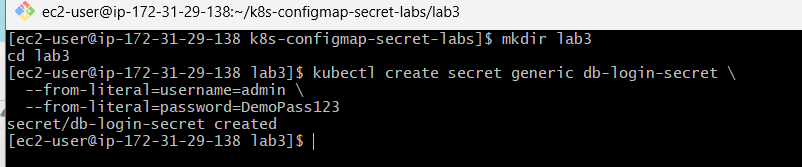 ec2-user@ip-172-31-29-138:~/k8s-configmap-secret-labs/lab3
[ec2-user@ip-172-31-29-138 k8s-configmap-secret-labs]$ mkdir lab3
cd lab3
[ec2-user@ip-172-31-29-138 lab3]$ kubectl create secret generic db-login-secret \
  --from-literal=username=admin \
  --from-literal=password=DemoPass123
secret/db-login-secret created
[ec2-user@ip-172-31-29-138 lab3]$